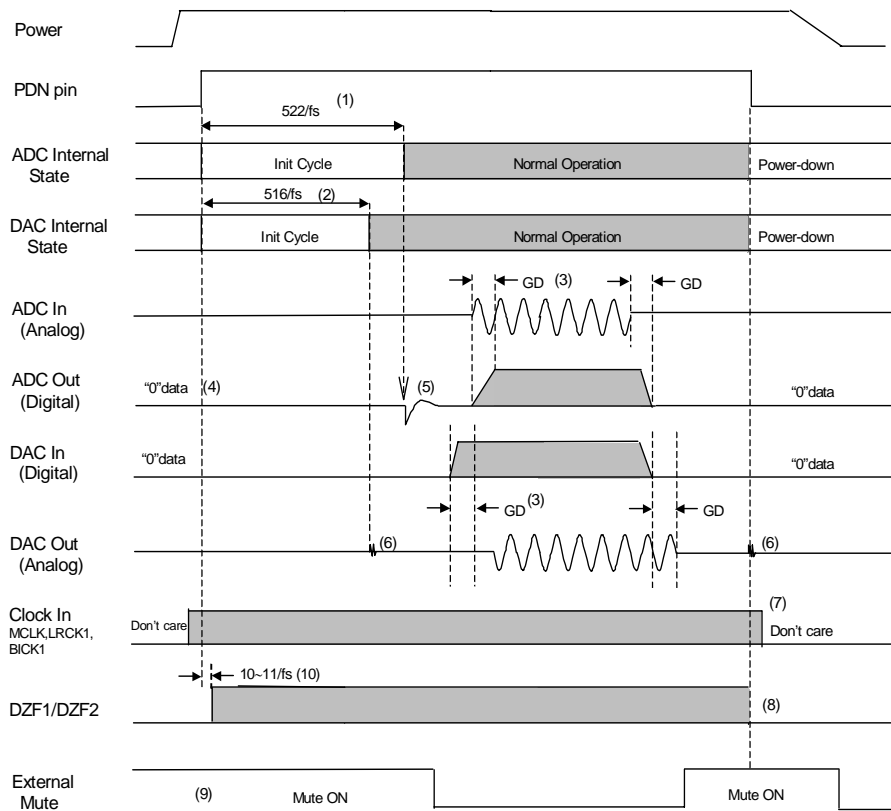 Power
PDN pin
522/fs (1)
ADC Internal State
Init Cycle
Normal Operation
Power-down
516/fs (2)
DAC Internal State
Init Cycle
Normal Operation
Power-down
GD (3)
GD
ADC In
(Analog)
ADC Out
(Digital)
“0”data (4)
(5)
“0”data
DAC In
(Digital)
“0”data
“0”data
GD (3)
GD
DAC Out
(Analog)
(6)
(6)
Clock In
MCLK,LRCK1,
BICK1
Don’t care
(7)
Don’t care
10~11/fs (10)
DZF1/DZF2
(8)
External
Mute
(9)
Mute ON
Mute ON